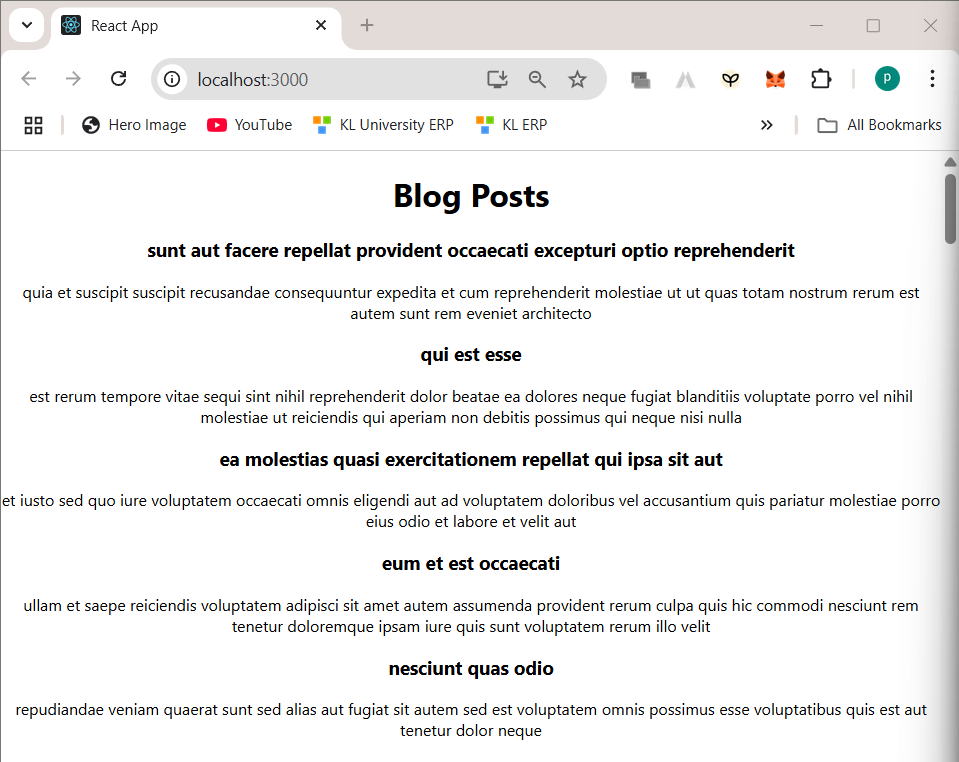 React App
localhost:3000
P
Hero Image
YouTube
KL University ERP
KL ERP
All Bookmarks
Blog Posts
sunt aut facere repellat provident occaecati excepturi optio reprehenderit
quia et suscipit suscipit recusandae consequuntur expedita et cum reprehenderit molestiae ut ut quas totam nostrum rerum est
autem sunt rem eveniet architecto
qui est esse
est rerum tempore vitae sequi sint nihil reprehenderit dolor beatae ea dolores neque fugiat blanditiis voluptate porro vel nihil
molestiae ut reiciendis qui aperiam non debitis possimus qui neque nisi nulla
ea molestias quasi exercitationem repellat qui ipsa sit aut
et iusto sed quo iure voluptatem occaecati omnis eligendi aut ad voluptatem doloribus vel accusantium quis pariatur molestiae porro
eius odio et labore et velit aut
eum et est occaecati
ullam et saepe reiciendis voluptatem adipisci sit amet autem assumenda provident rerum culpa quis hic commodi nesciunt rem
tenetur doloremque ipsam iure quis sunt voluptatem rerum illo velit
nesciunt quas odio
repudiandae veniam quaerat sunt sed alias aut fugiat sit autem sed est voluptatem omnis possimus esse voluptatibus quis est aut
tenetur dolor neque